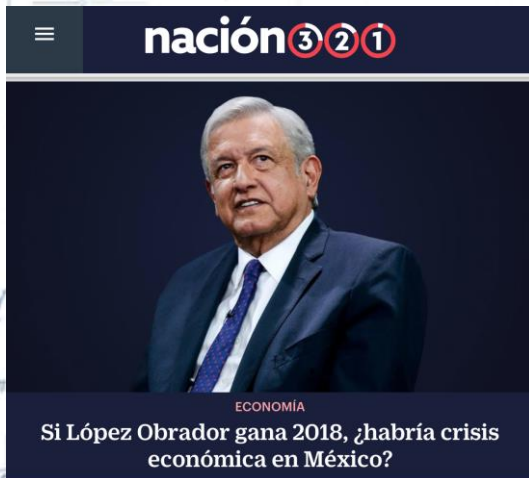 nación321
ECONOMÍA
Si López Obrador gana 2018, ¿habría crisis
económica en México?